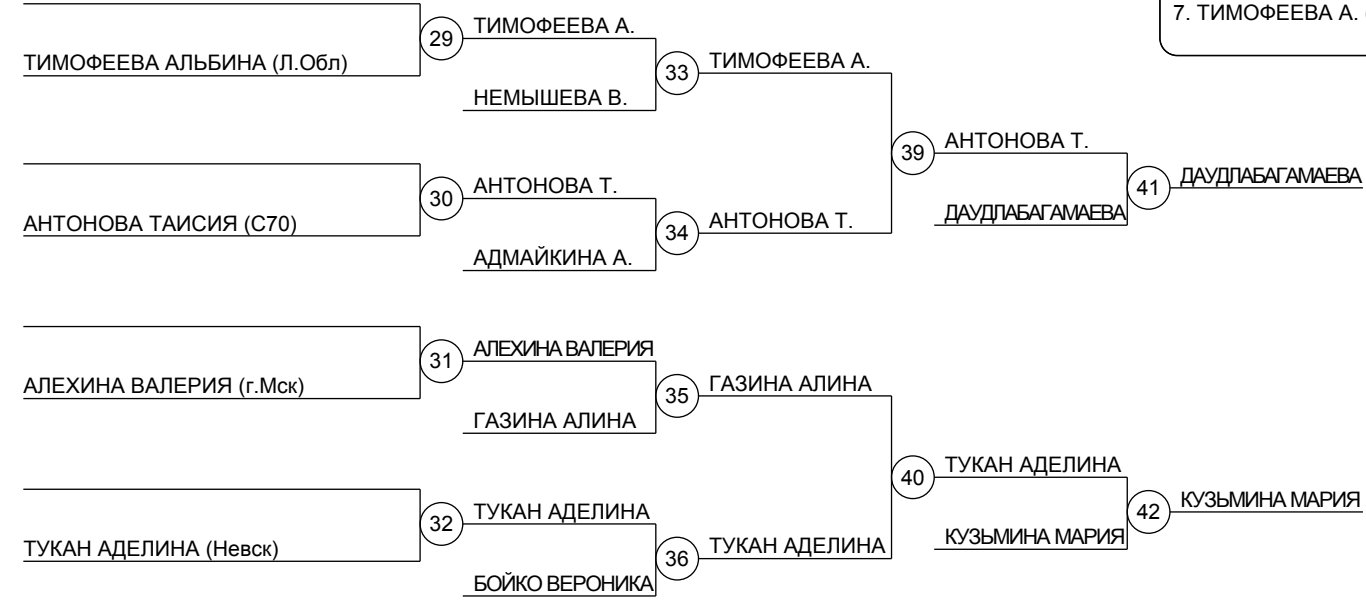 7. ТИМОФЕЕВА А.
29
ТИМОФЕЕВА А.
ТИМОФЕЕВА АЛЬБИНА (Л.Обл)
33
ТИМОФЕЕВА А.
НЕМЫШЕВА В.
39
АНТОНОВА Т.
30
АНТОНОВА Т.
41
ДАУДЛАБАГАМАЕВА
АНТОНОВА ТАИСИЯ (С70)
34
АНТОНОВА Т.
ДАУДЛАБАГАМАЕВА
АДМАЙКИНА А.
31
АЛЕХИНА ВАЛЕРИЯ
АЛЕХИНА ВАЛЕРИЯ (г.Мск)
35
ГАЗИНА АЛИНА
ГАЗИНА АЛИНА
40
ТУКАН АДЕЛИНА
32
ТУКАН АДЕЛИНА
42
КУЗЬМИНА МАРИЯ
ТУКАН АДЕЛИНА (Невск)
36
ТУКАН АДЕЛИНА
КУЗЬМИНА МАРИЯ
БОЙКО ВЕРОНИКА